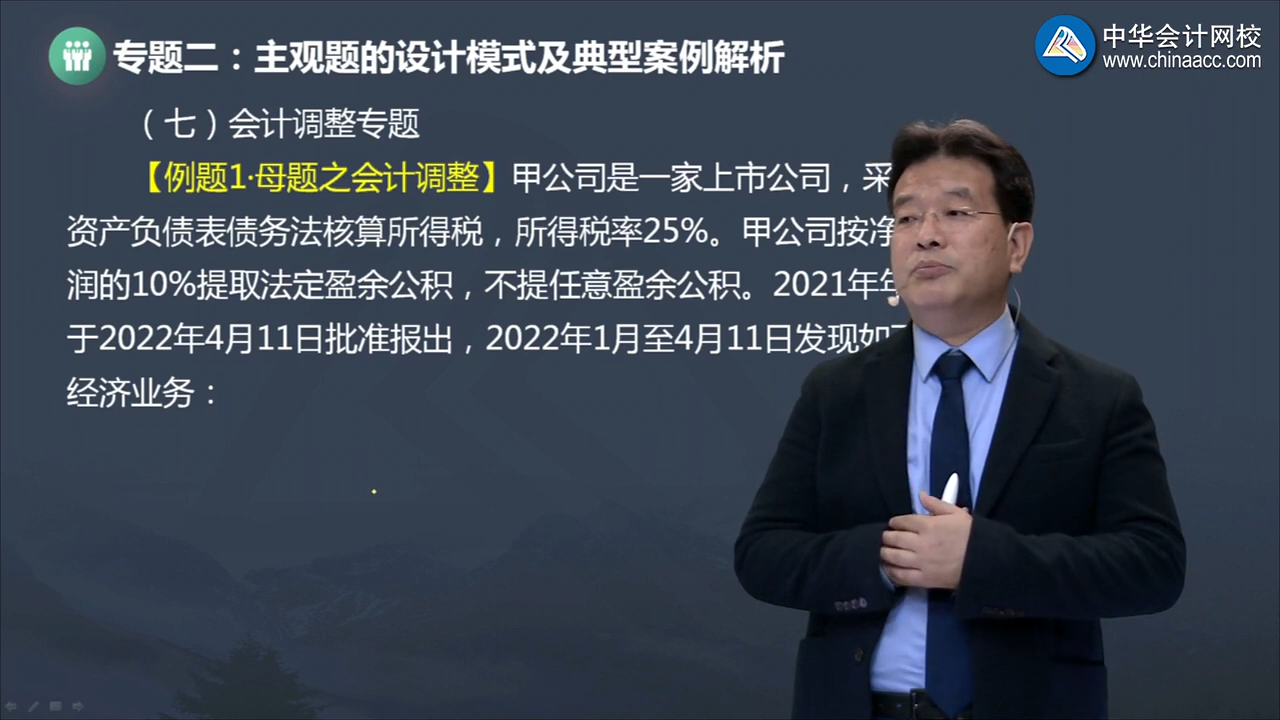 专题二：主观题的设计模式及典型案例解析
中华会计网校
www.chinaacc.com
（七）会计调整专题
【例题1·母题之会计调整】甲公司是一家上市公司，采
资产负债表债务法核算所得税，所得税率25%。甲公司按净
润的10%提取法定盈余公积，不提任意盈余公积。2021年
于2022年4月11日批准报出，2022年1月至4月11日发现如
经济业务：